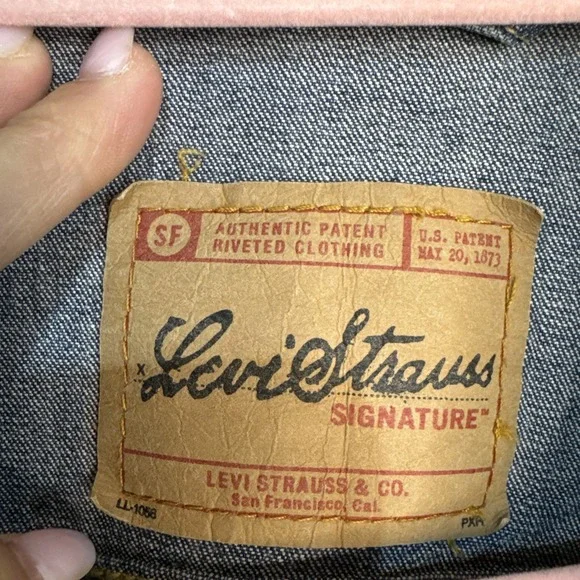 SF
AUTHENTIC PATENT
RIVETED CLOTHING
U.S. PATENT
MAY 20, 1873
x Levi Strauss
SIGNATURE™
LEVI STRAUSS & CO.
San Francisco, Cal.
LL-1056